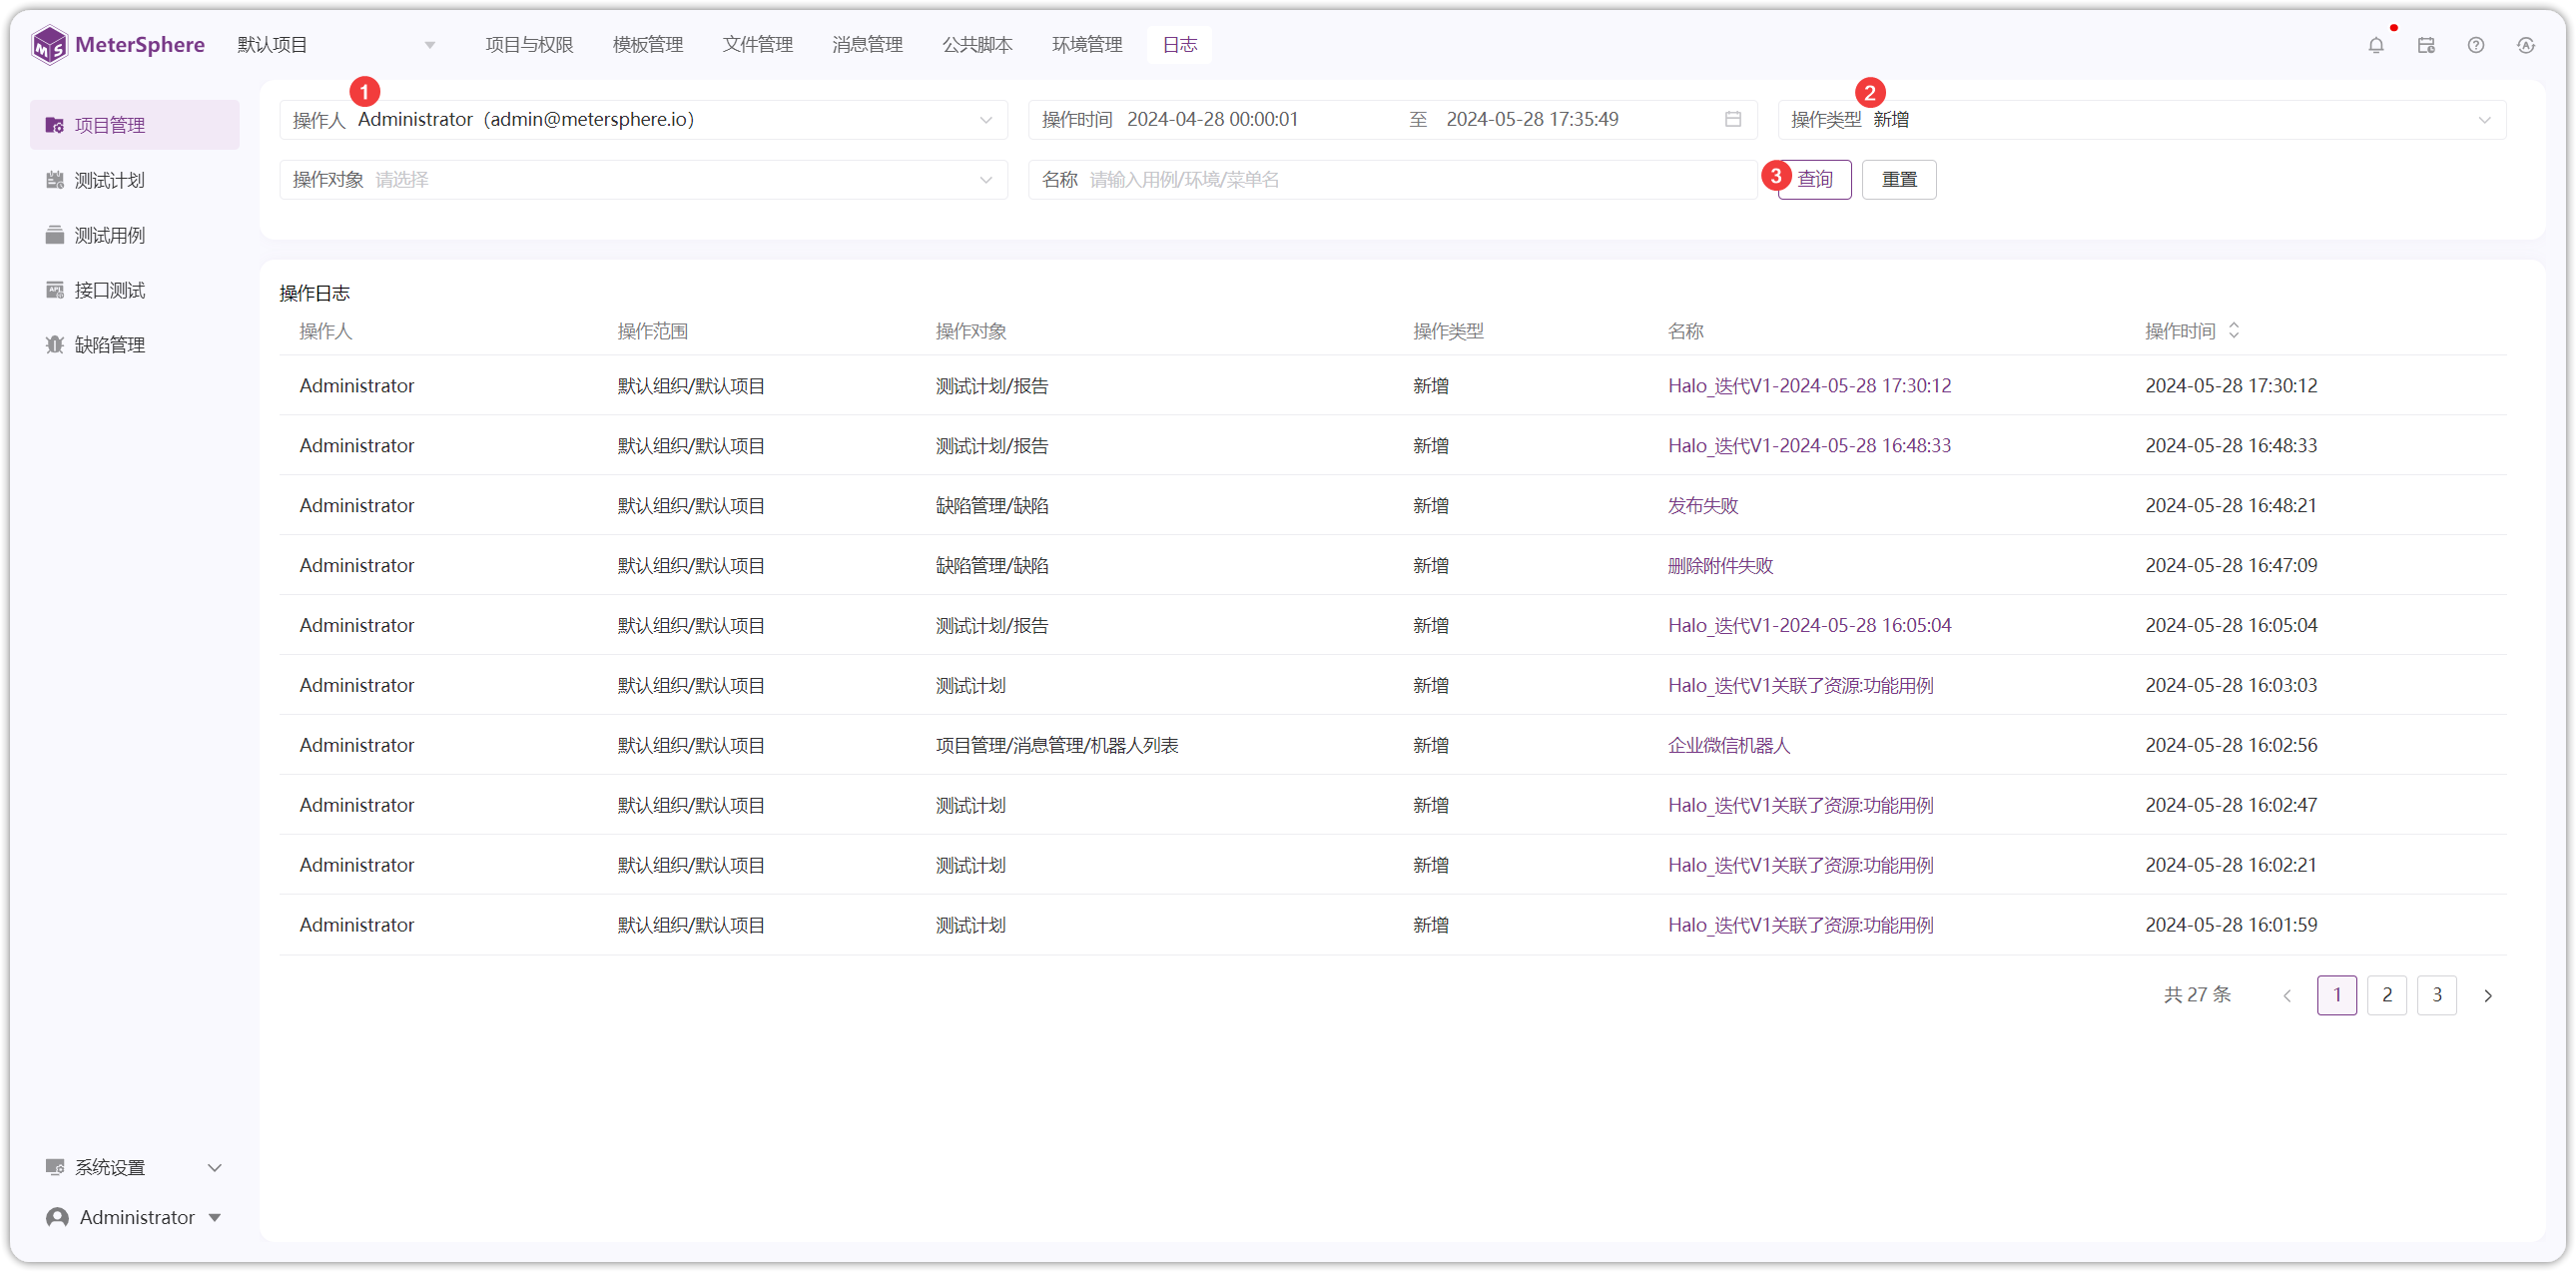 MeterSphere 默认项目 项目与权限 模板管理 文件管理 消息管理 公共脚本 环境管理 日志
项目管理
测试计划
测试用例
接口测试
缺陷管理
系统设置
Administrator
1 2
操作人 Administrator（admin@metersphere.io） 操作时间 2024-04-28 00:00:01 至 2024-05-28 17:35:49 操作类型 新增
操作对象 请选择 名称 请输入用例/环境/菜单名 3 查询 重置
操作日志
操作人 操作范围 操作对象 操作类型 名称 操作时间
Administrator 默认组织/默认项目 测试计划/报告 新增 Halo_迭代V1-2024-05-28 17:30:12 2024-05-28 17:30:12
Administrator 默认组织/默认项目 测试计划/报告 新增 Halo_迭代V1-2024-05-28 16:48:33 2024-05-28 16:48:33
Administrator 默认组织/默认项目 缺陷管理/缺陷 新增 发布失败 2024-05-28 16:48:21
Administrator 默认组织/默认项目 缺陷管理/缺陷 新增 删除附件失败 2024-05-28 16:47:09
Administrator 默认组织/默认项目 测试计划/报告 新增 Halo_迭代V1-2024-05-28 16:05:04 2024-05-28 16:05:04
Administrator 默认组织/默认项目 测试计划 新增 Halo_迭代V1关联了资源:功能用例 2024-05-28 16:03:03
Administrator 默认组织/默认项目 项目管理/消息管理/机器人列表 新增 企业微信机器人 2024-05-28 16:02:56
Administrator 默认组织/默认项目 测试计划 新增 Halo_迭代V1关联了资源:功能用例 2024-05-28 16:02:47
Administrator 默认组织/默认项目 测试计划 新增 Halo_迭代V1关联了资源:功能用例 2024-05-28 16:02:21
Administrator 默认组织/默认项目 测试计划 新增 Halo_迭代V1关联了资源:功能用例 2024-05-28 16:01:59
共 27 条 1 2 3